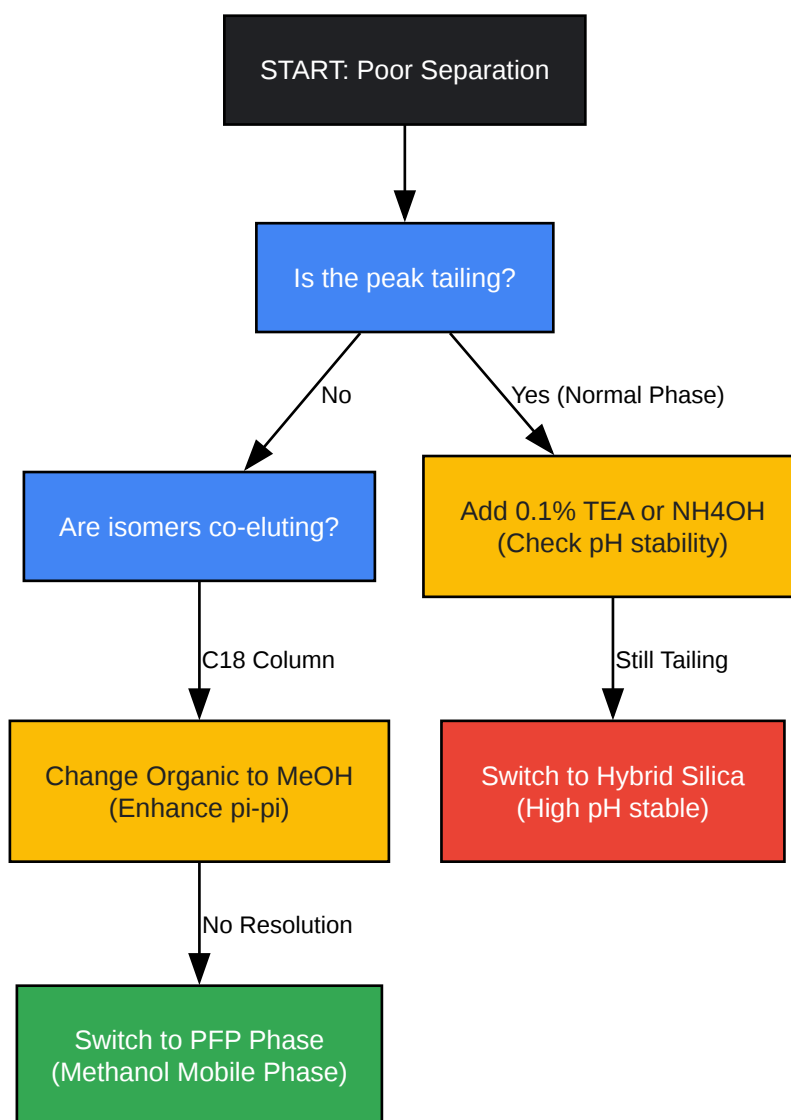 START: Poor Separation
Is the peak tailing?
No
Yes (Normal Phase)
Are isomers co-eluting?
Add 0.1% TEA or NH4OH
(Check pH stability)
C18 Column
Still Tailing
Change Organic to MeOH
(Enhance pi-pi)
Switch to Hybrid Silica
(High pH stable)
No Resolution
Switch to PFP Phase
(Methanol Mobile Phase)